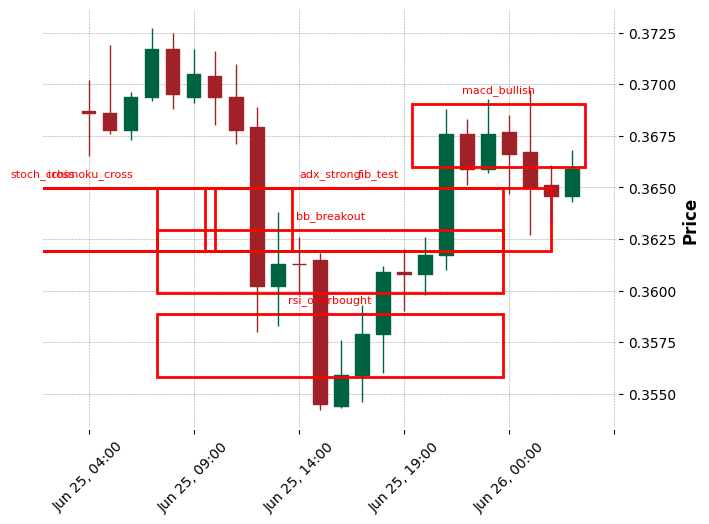 0.3725
0.3700
macd_bullish
0.3675
stoch_cross
ichimoku_cross
adx_strong
fib_test
0.3650
bb_breakout
0.3625
0.3600
rsi_overbought
0.3575
0.3550
Price
Jun 25, 04:00
Jun 25, 09:00
Jun 25, 14:00
Jun 25, 19:00
Jun 26, 00:00